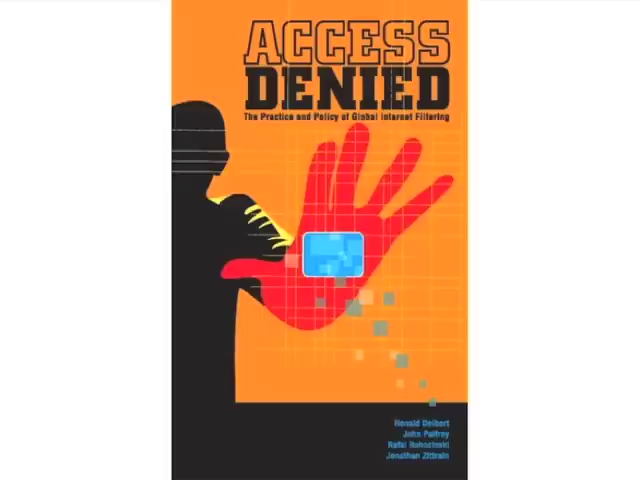 ACCESS
DENIED
The Practice and Policy of Global Internet Filtering
Ronald Deibert
John Palfrey
Rafal Rohozinski
Jonathan Zittrain